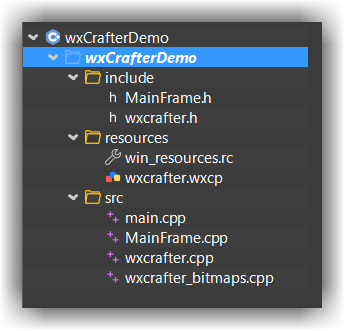 wxCrafterDemo
wxCrafterDemo
include
MainFrame.h
wxcrafter.h
resources
win_resources.rc
wxcrafter.wxcp
src
main.cpp
MainFrame.cpp
wxcrafter.cpp
wxcrafter_bitmaps.cpp